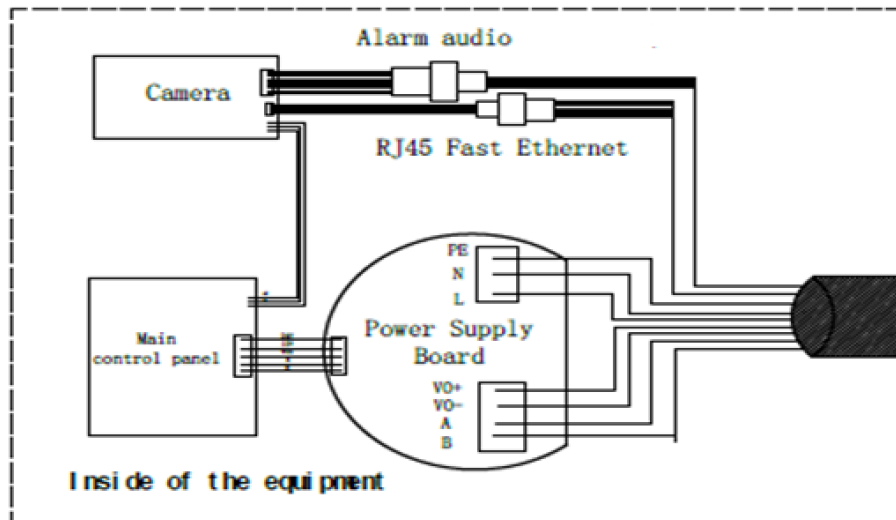 Alarm audio
Camera
RJ45 Fast Ethernet
PE
N
L
Power Supply
Board
Main
control panel
VO+
VO-
A
B
Inside of the equipment